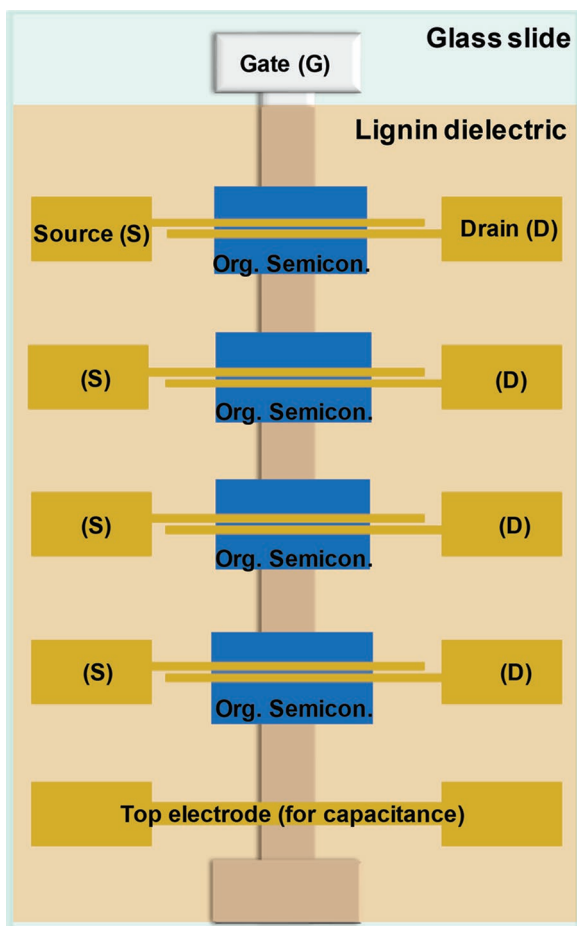 Glass slide
Gate (G)
Lignin dielectric
Source (S)
Drain (D)
Org. Semicon.
(S)
(D)
Org. Semicon.
(S)
(D)
Org. Semicon.
(S)
(D)
Org. Semicon.
Top electrode (for capacitance)